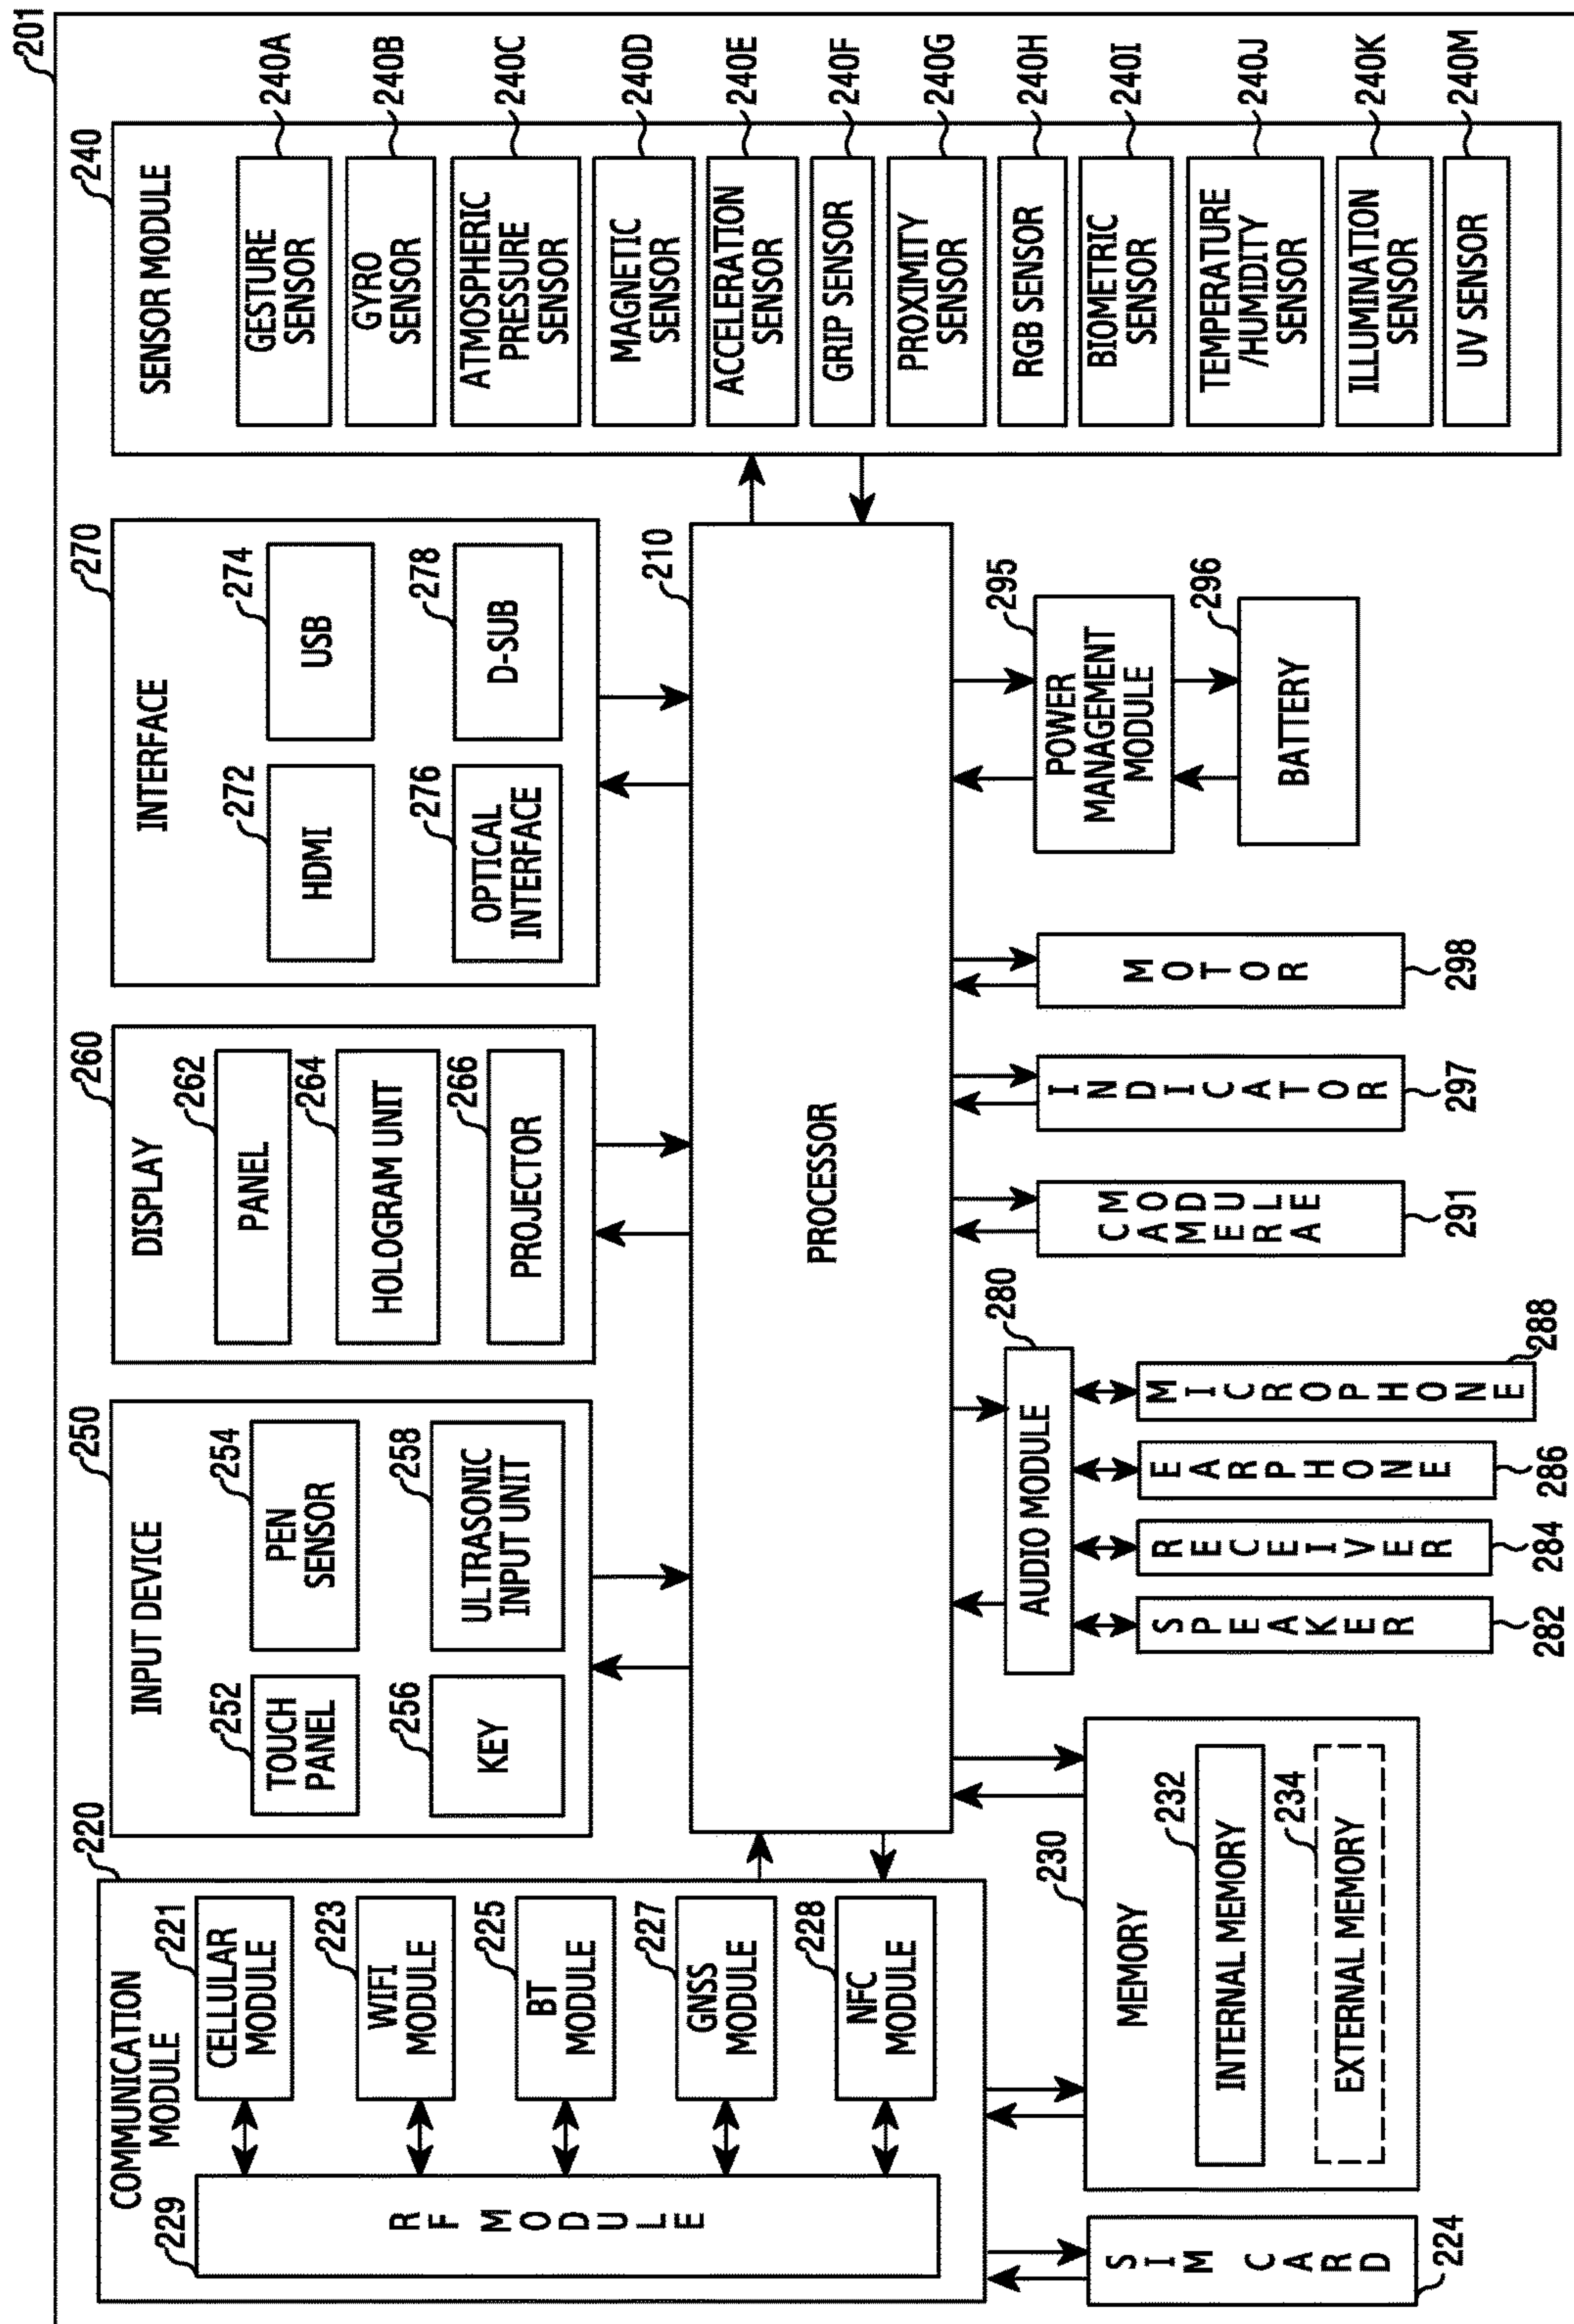 201
COMMUNICATION
MODULE
220
229
RF MODULE
221
CELLULAR
MODULE
223
WIFI
MODULE
225
BT
MODULE
227
GNSS
MODULE
228
NFC
MODULE
250
INPUT DEVICE
252
TOUCH
PANEL
254
PEN
SENSOR
256
KEY
258
ULTRASONIC
INPUT UNIT
260
DISPLAY
262
PANEL
264
HOLOGRAM UNIT
266
PROJECTOR
270
INTERFACE
272
HDMI
274
USB
276
OPTICAL
INTERFACE
278
D-SUB
240
SENSOR MODULE
GESTURE
SENSOR
240A
GYRO
SENSOR
240B
ATMOSPHERIC
PRESSURE
SENSOR
240C
MAGNETIC
SENSOR
240D
ACCELERATION
SENSOR
240E
GRIP SENSOR
240F
PROXIMITY
SENSOR
240G
RGB SENSOR
240H
BIOMETRIC
SENSOR
240I
TEMPERATURE
/HUMIDITY
SENSOR
240J
ILLUMINATION
SENSOR
240K
UV SENSOR
240M
210
PROCESSOR
SIM CARD
224
230
MEMORY
232
INTERNAL MEMORY
234
EXTERNAL MEMORY
280
AUDIO MODULE
SPEAKER
282
RECEIVER
284
EARPHONE
286
MICROPHONE
288
CAMERA
MODULE
291
INDICATOR
297
MOTOR
298
295
POWER
MANAGEMENT
MODULE
296
BATTERY